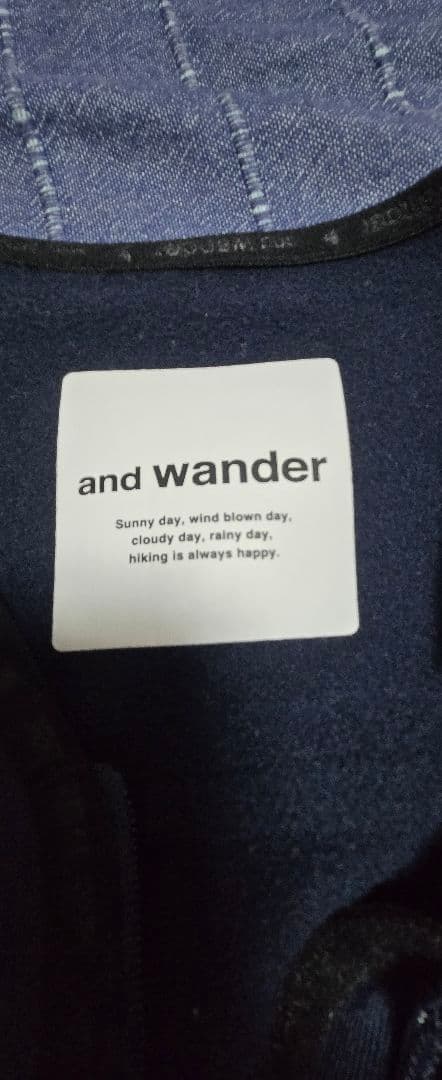 and wander
Sunny day, wind blown day,
cloudy day, rainy day,
hiking is always happy.